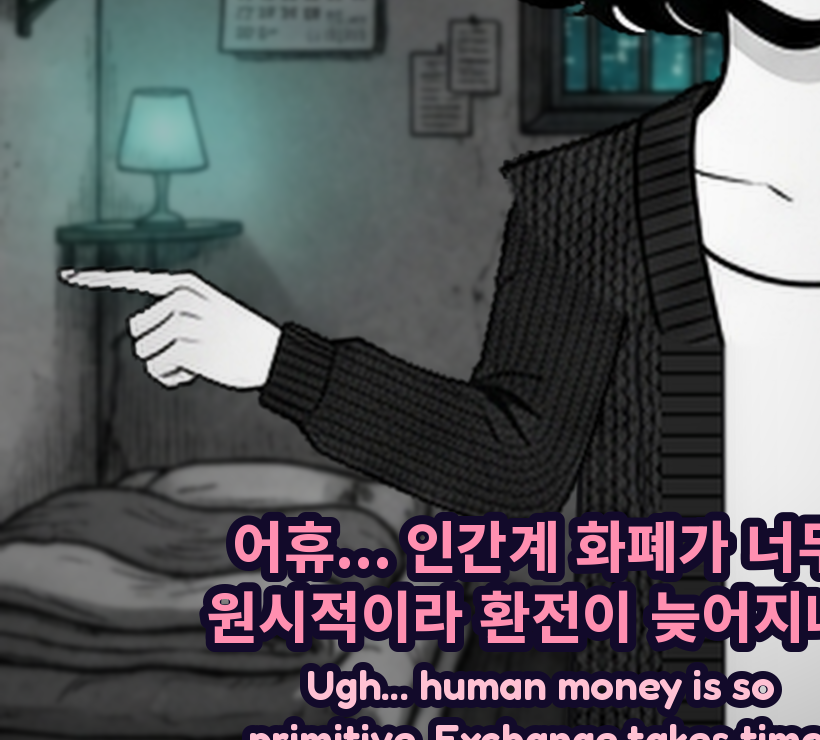 어휴... 인간계 화폐가 너무
원시적이라 환전이 늦어지네
Ugh... human money is so
primitive. Exchange takes time